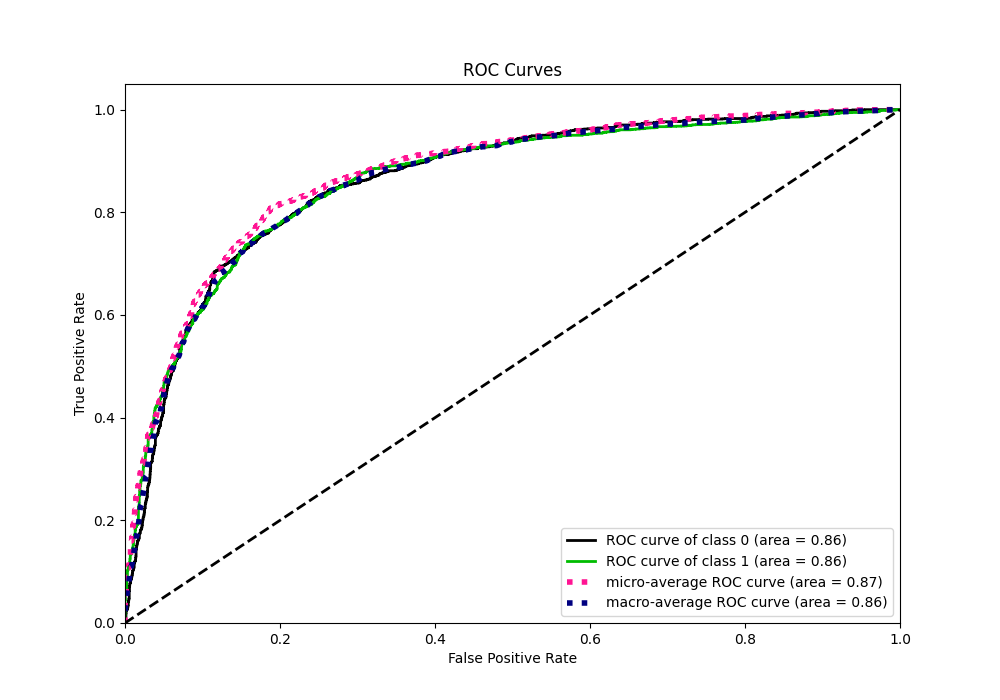 ROC Curves
True Positive Rate
1.0
0.8
0.6
0.4
0.2
0.0
0.0
0.2
0.4
0.6
0.8
1.0
False Positive Rate
ROC curve of class 0 (area = 0.86)
ROC curve of class 1 (area = 0.86)
micro-average ROC curve (area = 0.87)
macro-average ROC curve (area = 0.86)